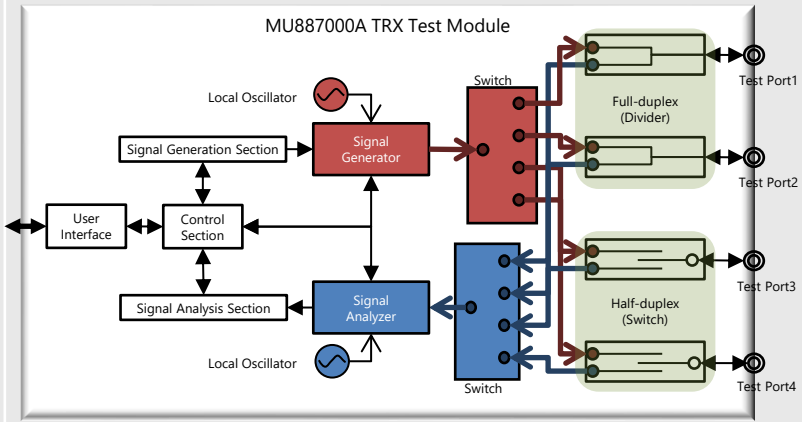 MU887000A TRX Test Module
Switch
Local Oscillator
Test Port1
Full-duplex
(Divider)
Signal
Generator
Signal Generation Section
Test Port2
User
Interface
Control
Section
Test Port3
Signal Analysis Section
Signal
Analyzer
Half-duplex
(Switch)
Local Oscillator
Switch
Test Port4